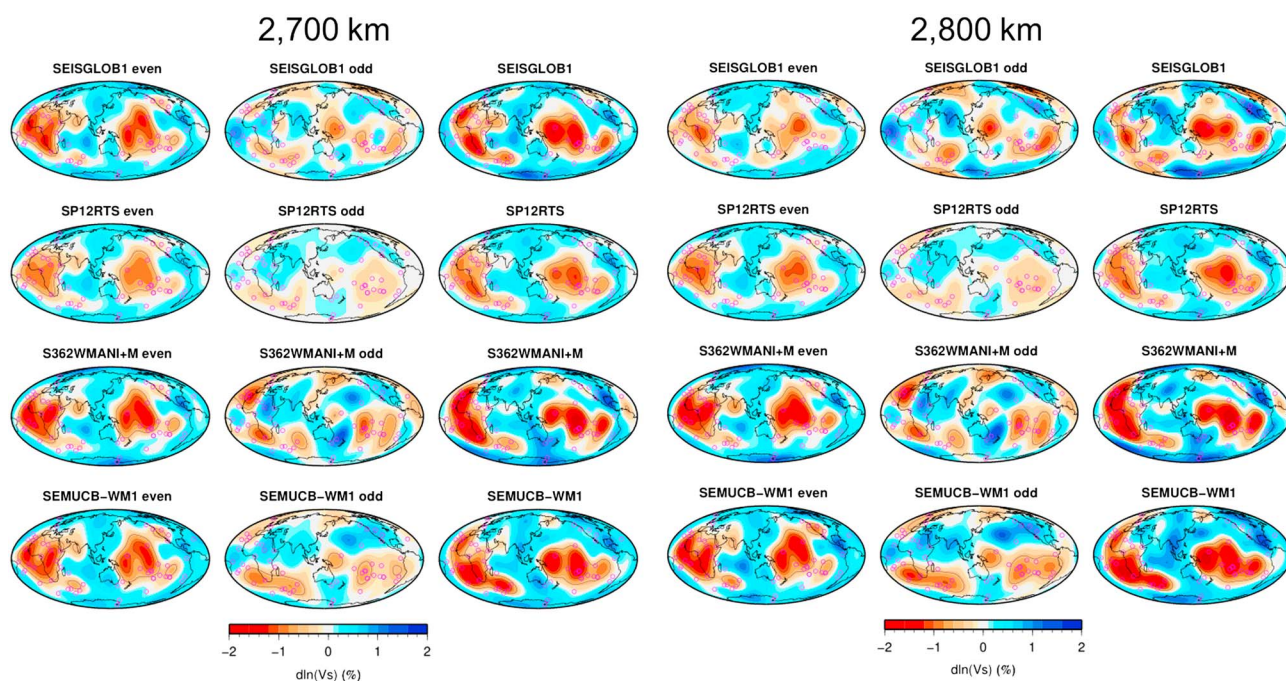 2,700 km
SEISGLOB1 even
SEISGLOB1 odd
SEISGLOB1
SP12RTS even
SP12RTS odd
SP12RTS
S362WMANI+M even
S362WMANI+M odd
S362WMANI+M
SEMUCB−WM1 even
SEMUCB−WM1 odd
SEMUCB−WM1
−2 −1 0 1 2
dln(Vs) (%)
2,800 km
SEISGLOB1 even
SEISGLOB1 odd
SEISGLOB1
SP12RTS even
SP12RTS odd
SP12RTS
S362WMANI+M even
S362WMANI+M odd
S362WMANI+M
SEMUCB−WM1 even
SEMUCB−WM1 odd
SEMUCB−WM1
−2 −1 0 1 2
dln(Vs) (%)